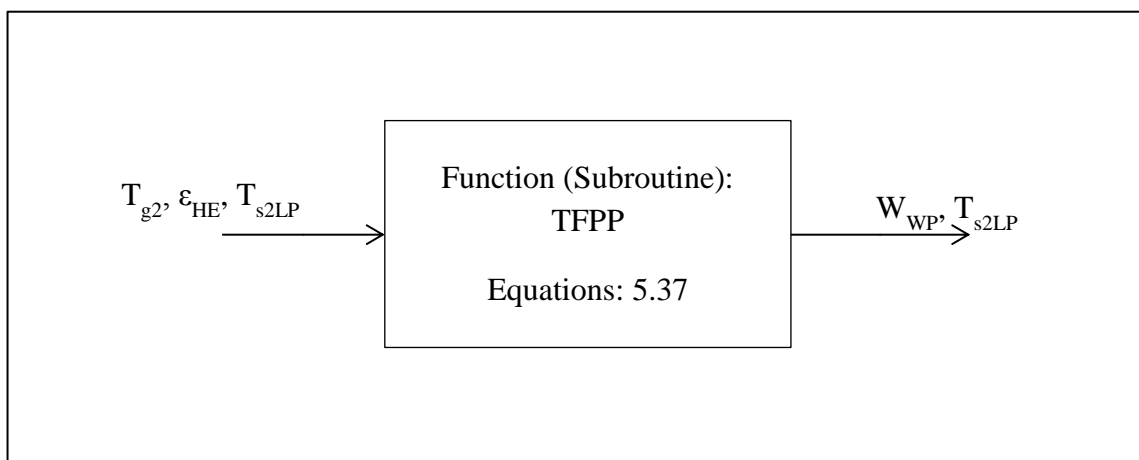 T_g2, ε_HE, T_s2LP
Function (Subroutine):
TFPP
Equations: 5.37
W_WP, T_s2LP